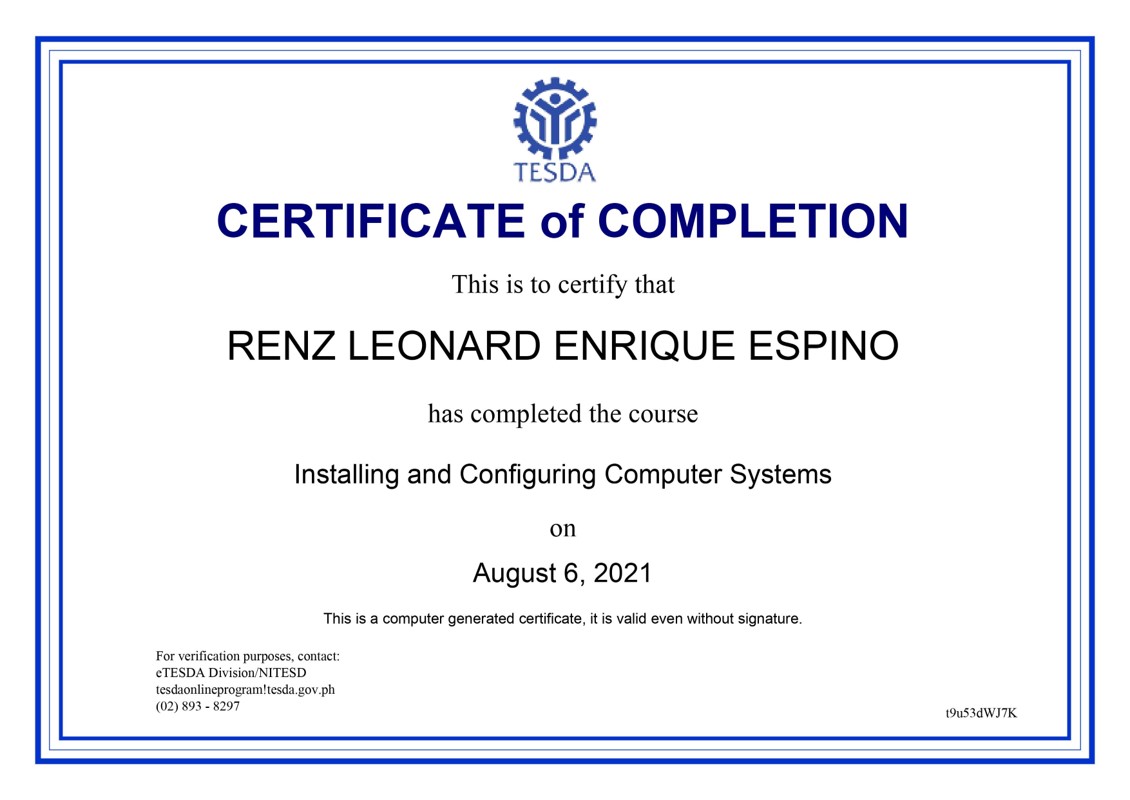 TESDA
CERTIFICATE of COMPLETION
This is to certify that
RENZ LEONARD ENRIQUE ESPINO
has completed the course
Installing and Configuring Computer Systems
on
August 6, 2021
This is a computer generated certificate, it is valid even without signature.
For verification purposes, contact:
eTESDA Division/NITESD
tesdaonlineprogram!tesda.gov.ph
(02) 893 - 8297
t9u53dWJ7K